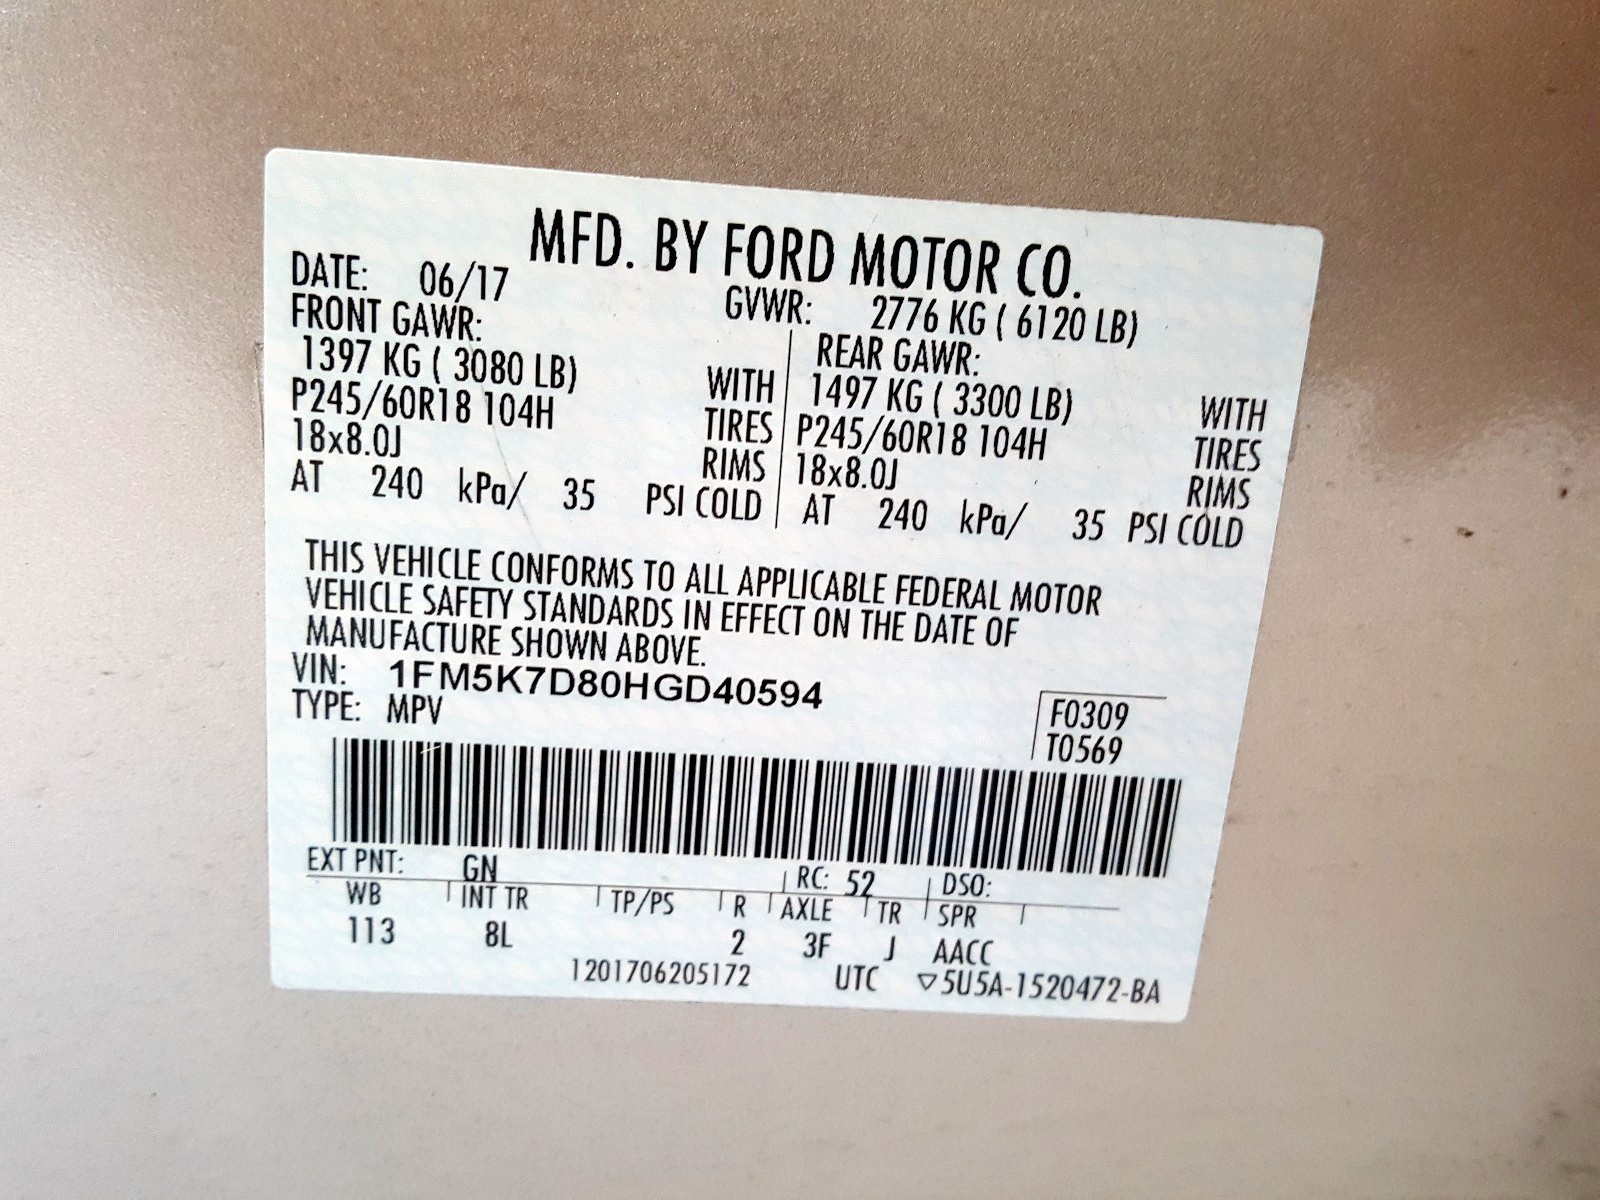 MFD. BY FORD MOTOR CO.
DATE: 06/17 GVWR: 2776 KG ( 6120 LB)
FRONT GAWR: REAR GAWR:
1397 KG ( 3080 LB) WITH 1497 KG ( 3300 LB) WITH
P245/60R18 104H TIRES P245/60R18 104H TIRES
18x8.0J RIMS 18x8.0J RIMS
AT 240 kPa/ 35 PSI COLD AT 240 kPa/ 35 PSI COLD
THIS VEHICLE CONFORMS TO ALL APPLICABLE FEDERAL MOTOR
VEHICLE SAFETY STANDARDS IN EFFECT ON THE DATE OF
MANUFACTURE SHOWN ABOVE.
VIN: 1FM5K7D80HGD40594
TYPE: MPV F0309
T0569
EXT PNT: GN RC: 52 DSO:
WB INT TR TP/PS R AXLE TR SPR
113 8L 2 3F J AACC
1201706205172 UTC ▽5U5A-1520472-BA